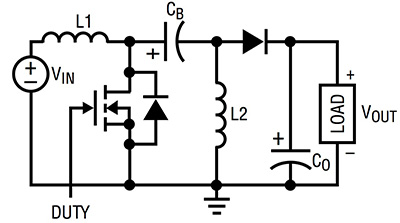 L1
CB
+
+
−
VIN
L2
+
CO
LOAD
+
VOUT
−
DUTY